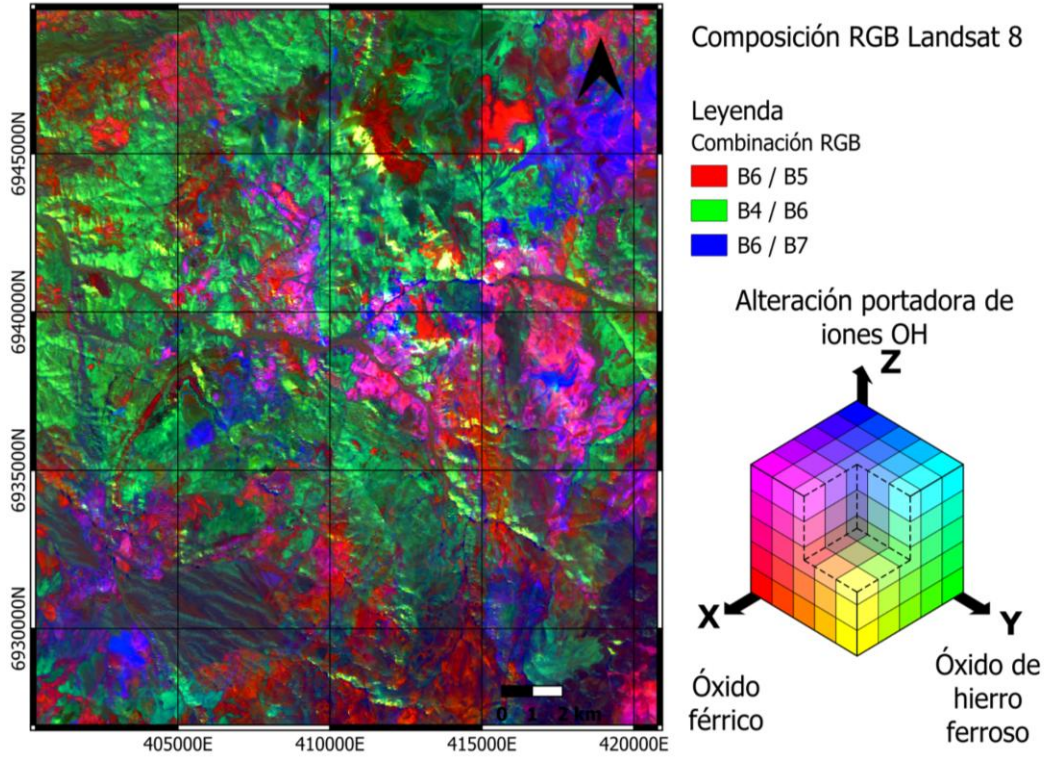 Composición RGB Landsat 8
Leyenda
Combinación RGB
B6 / B5
B4 / B6
B6 / B7
Alteración portadora de
iones OH
Z
X
Y
Óxido
férrico
Óxido de
hierro
ferroso
6945000N
6940000N
6935000N
6930000N
0 1 2 km
405000E 410000E 415000E 420000E